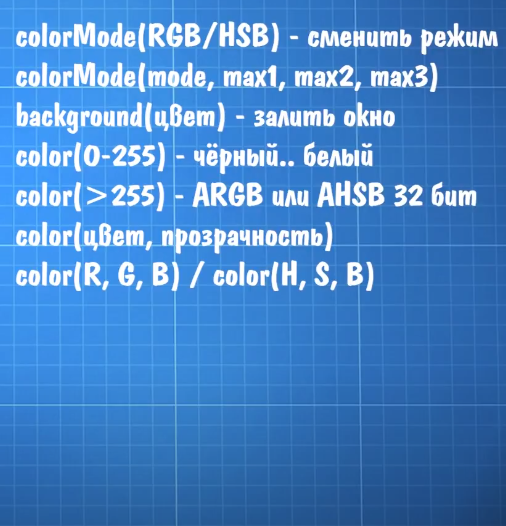 colorMode(RGB/HSB) - сменить режим
colorMode(mode, max1, max2, max3)
background(цвет) - залить окно
color(0-255) - чёрный.. белый
color(>255) - ARGB или AHSB 32 бит
color(цвет, прозрачность)
color(R, G, B) / color(H, S, B)